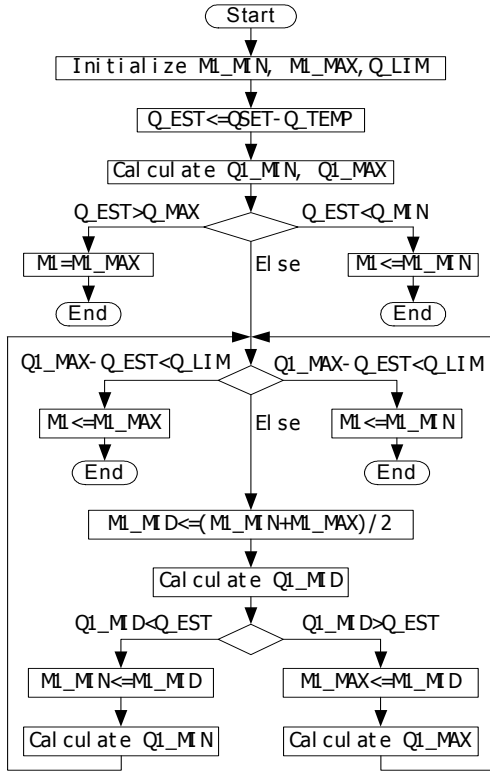 Start
Initialize M1_MIN, M1_MAX,Q_LIM
Q_EST<=QSET-Q_TEMP
Calculate Q1_MIN, Q1_MAX
Q_EST>Q_MAX
Q_EST<Q_MIN
M1=M1_MAX
Else
M1<=M1_MIN
End
End
Q1_MAX-Q_EST<Q_LIM
Q1_MAX-Q_EST<Q_LIM
M1<=M1_MAX
Else
M1<=M1_MIN
End
End
M1_MID<=(M1_MIN+M1_MAX)/2
Calculate Q1_MID
Q1_MID<Q_EST
Q1_MID>Q_EST
M1_MIN<=M1_MID
M1_MAX<=M1_MID
Calculate Q1_MIN
Calculate Q1_MAX